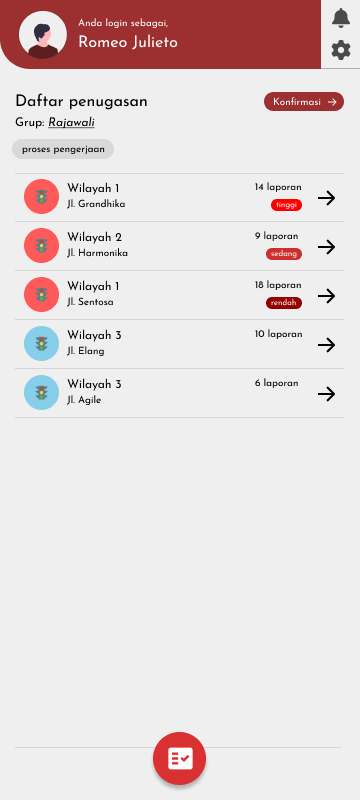 Anda login sebagai,
Romeo Julieto
Daftar penugasan
Konfirmasi
Grup: Rajawali
proses pengerjaan
Wilayah 1
14 laporan
Jl. Grandhika
tinggi
Wilayah 2
9 laporan
Jl. Harmonika
sedang
Wilayah 1
18 laporan
Jl. Sentosa
rendah
Wilayah 3
10 laporan
Jl. Elang
Wilayah 3
6 laporan
Jl. Agile